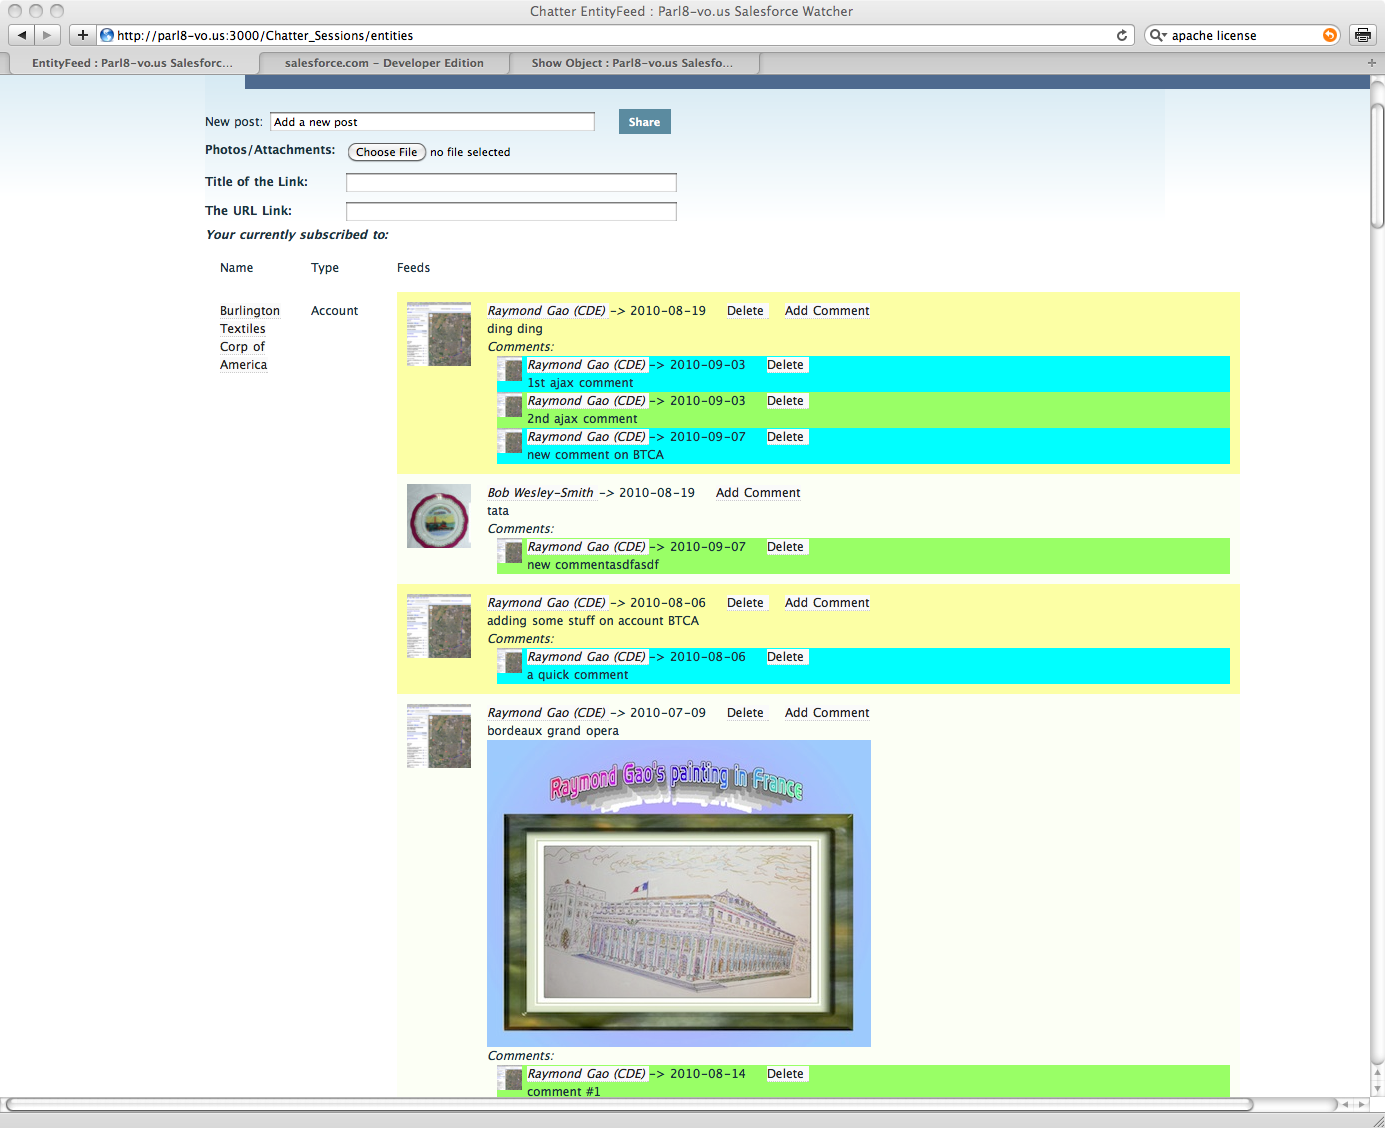 Chatter EntityFeed : Parl8-vo.us Salesforce Watcher
http://parl8-vo.us:3000/Chatter_Sessions/entities
apache license
EntityFeed : Parl8-vo.us Salesforc...
salesforce.com – Developer Edition
Show Object : Parl8-vo.us Salesfo...
New post: Add a new post Share
Photos/Attachments: Choose File no file selected
Title of the Link:
The URL Link:
Your currently subscribed to:
Name Type Feeds
Burlington
Textiles
Corp of
America
Account
Raymond Gao (CDE) -> 2010-08-19 Delete Add Comment
ding ding
Comments:
Raymond Gao (CDE) -> 2010-09-03 Delete
1st ajax comment
Raymond Gao (CDE) -> 2010-09-03 Delete
2nd ajax comment
Raymond Gao (CDE) -> 2010-09-07 Delete
new comment on BTCA
Bob Wesley-Smith -> 2010-08-19 Add Comment
tata
Comments:
Raymond Gao (CDE) -> 2010-09-07 Delete
new commentasdfasdf
Raymond Gao (CDE) -> 2010-08-06 Delete Add Comment
adding some stuff on account BTCA
Comments:
Raymond Gao (CDE) -> 2010-08-06 Delete
a quick comment
Raymond Gao (CDE) -> 2010-07-09 Delete Add Comment
bordeaux grand opera
Raymond Gao's painting in France
Comments:
Raymond Gao (CDE) -> 2010-08-14 Delete
comment #1